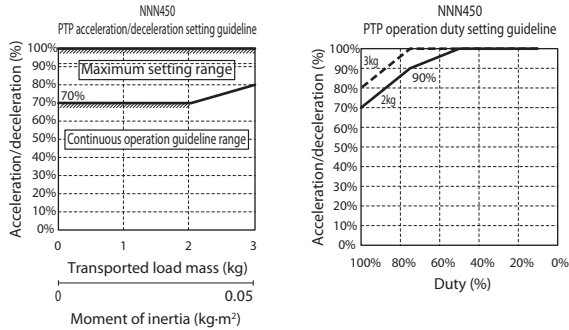 NNN450
PTP acceleration/deceleration setting guideline
Acceleration/deceleration (%)
100%
90%
80%
70%
60%
50%
40%
30%
20%
10%
0%
Maximum setting range
70%
Continuous operation guideline range
0 1 2 3
Transported load mass (kg)
0 0.05
Moment of inertia (kg·m²)
NNN450
PTP operation duty setting guideline
Acceleration/deceleration (%)
100%
90%
80%
70%
60%
50%
40%
30%
20%
10%
0%
3kg
90%
2kg
100% 80% 60% 40% 20% 0%
Duty (%)